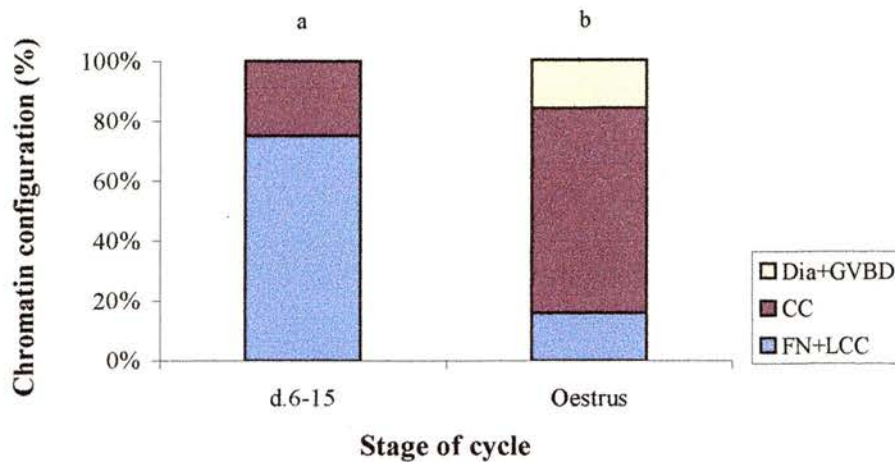 a b
Chromatin configuration (%)
100%
80%
60%
40%
20%
0%
Dia+GVBD
CC
FN+LCC
d.6-15 Oestrus
Stage of cycle